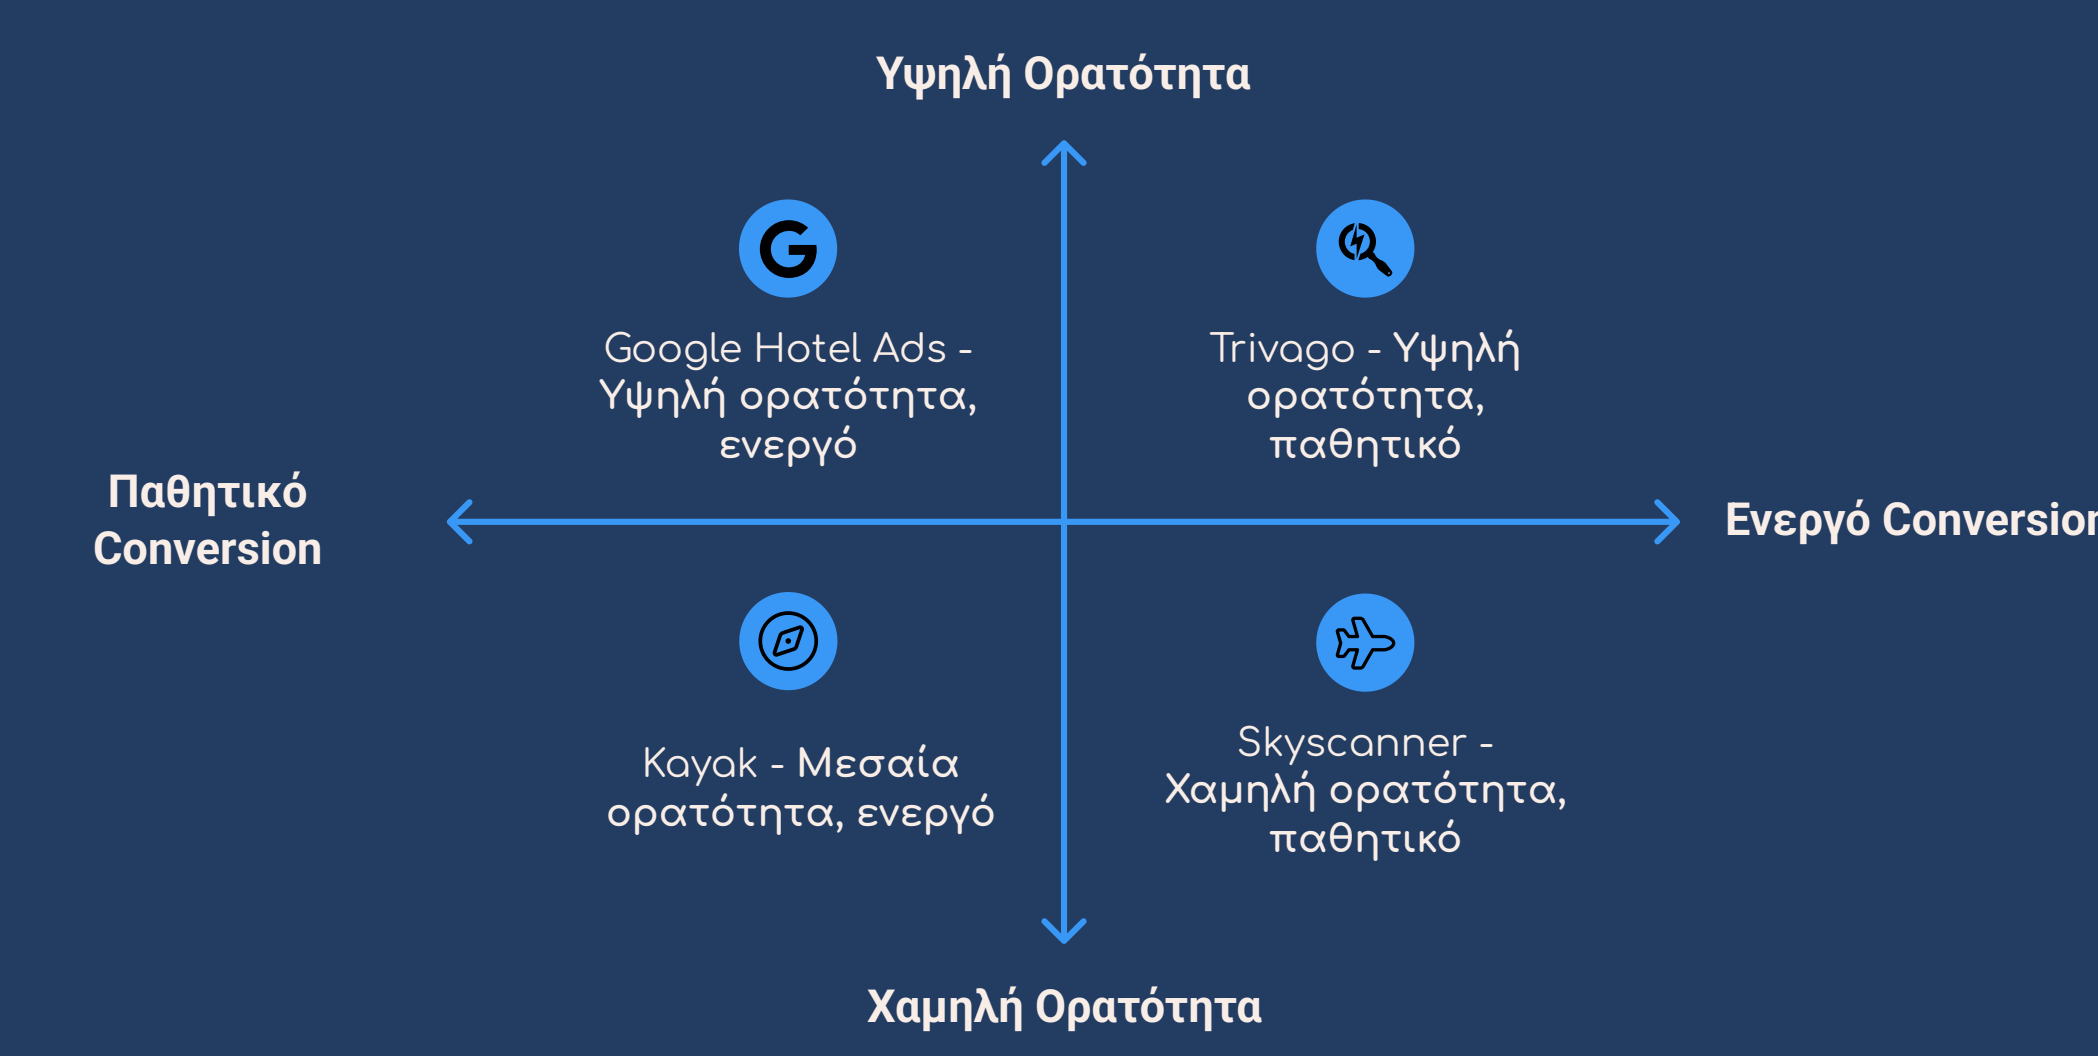 Υψηλή Ορατότητα
Google Hotel Ads -
Υψηλή ορατότητα,
ενεργό
Trivago - Υψηλή
ορατότητα,
παθητικό
Παθητικό
Conversion
Ενεργό Conversion
Kayak - Μεσαία
ορατότητα, ενεργό
Skyscanner -
Χαμηλή ορατότητα,
παθητικό
Χαμηλή Ορατότητα